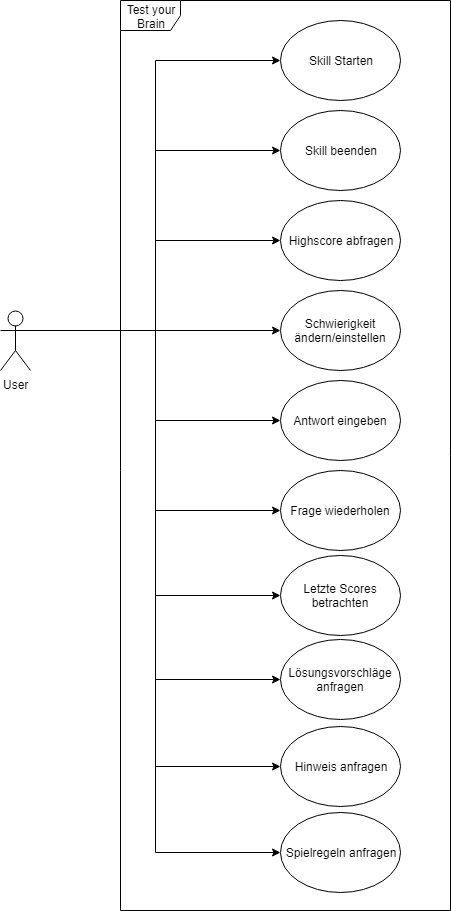 Test your
Brain
Skill Starten
Skill beenden
Highscore abfragen
Schwierigkeit
ändern/einstellen
User
Antwort eingeben
Frage wiederholen
Letzte Scores
betrachten
Lösungsvorschläge
anfragen
Hinweis anfragen
Spielregeln anfragen